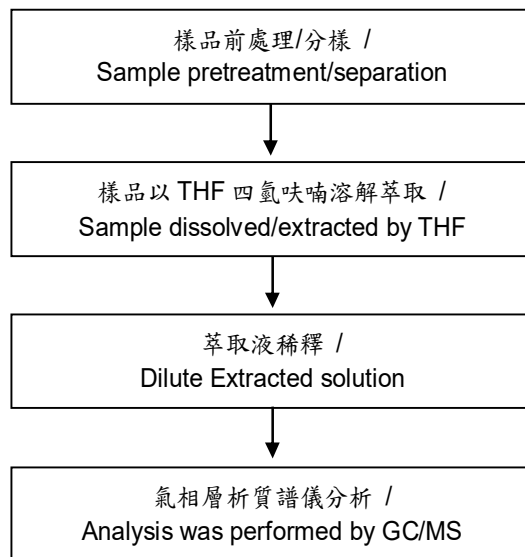 樣品前處理/分樣 /
Sample pretreatment/separation
樣品以 THF 四氫呋喃溶解萃取 /
Sample dissolved/extracted by THF
萃取液稀釋 /
Dilute Extracted solution
氣相層析質譜儀分析 /
Analysis was performed by GC/MS